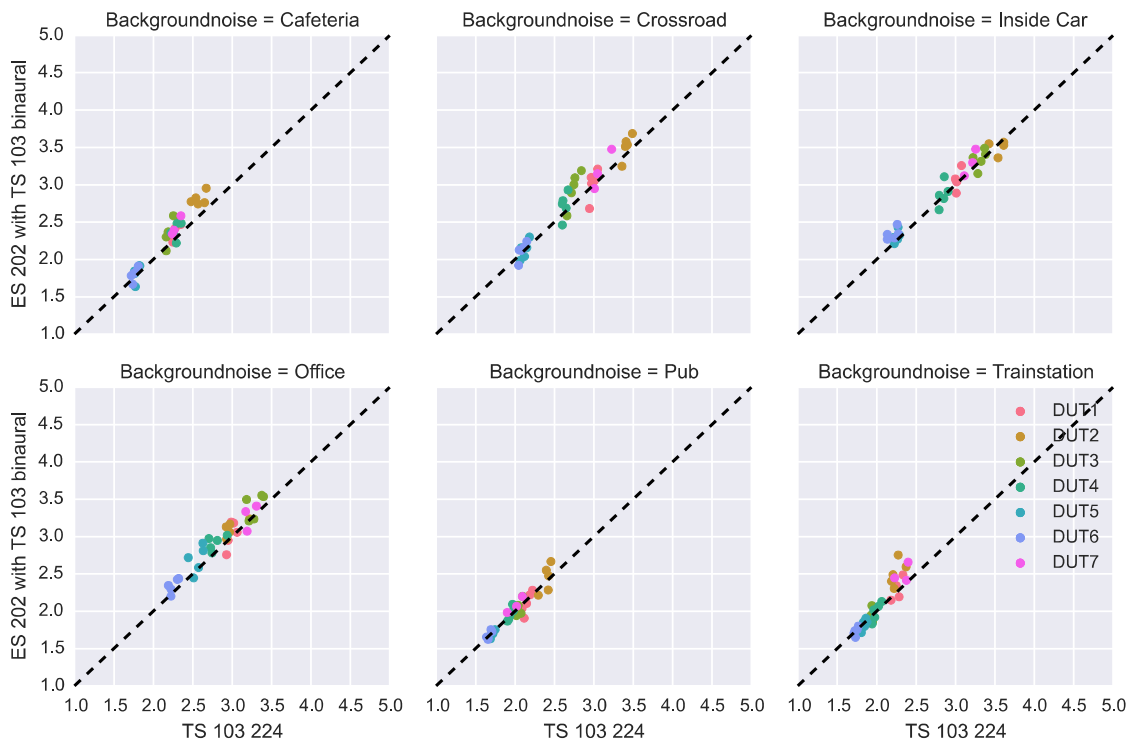 Backgroundnoise = Cafeteria
Backgroundnoise = Crossroad
Backgroundnoise = Inside Car
5.0
4.5
4.0
3.5
3.0
2.5
2.0
1.5
1.0
ES 202 with TS 103 binaural
Backgroundnoise = Office
Backgroundnoise = Pub
Backgroundnoise = Trainstation
5.0
4.5
4.0
3.5
3.0
2.5
2.0
1.5
1.0
ES 202 with TS 103 binaural
DUT1
DUT2
DUT3
DUT4
DUT5
DUT6
DUT7
1.0 1.5 2.0 2.5 3.0 3.5 4.0 4.5 5.0
1.0 1.5 2.0 2.5 3.0 3.5 4.0 4.5 5.0
1.0 1.5 2.0 2.5 3.0 3.5 4.0 4.5 5.0
TS 103 224
TS 103 224
TS 103 224